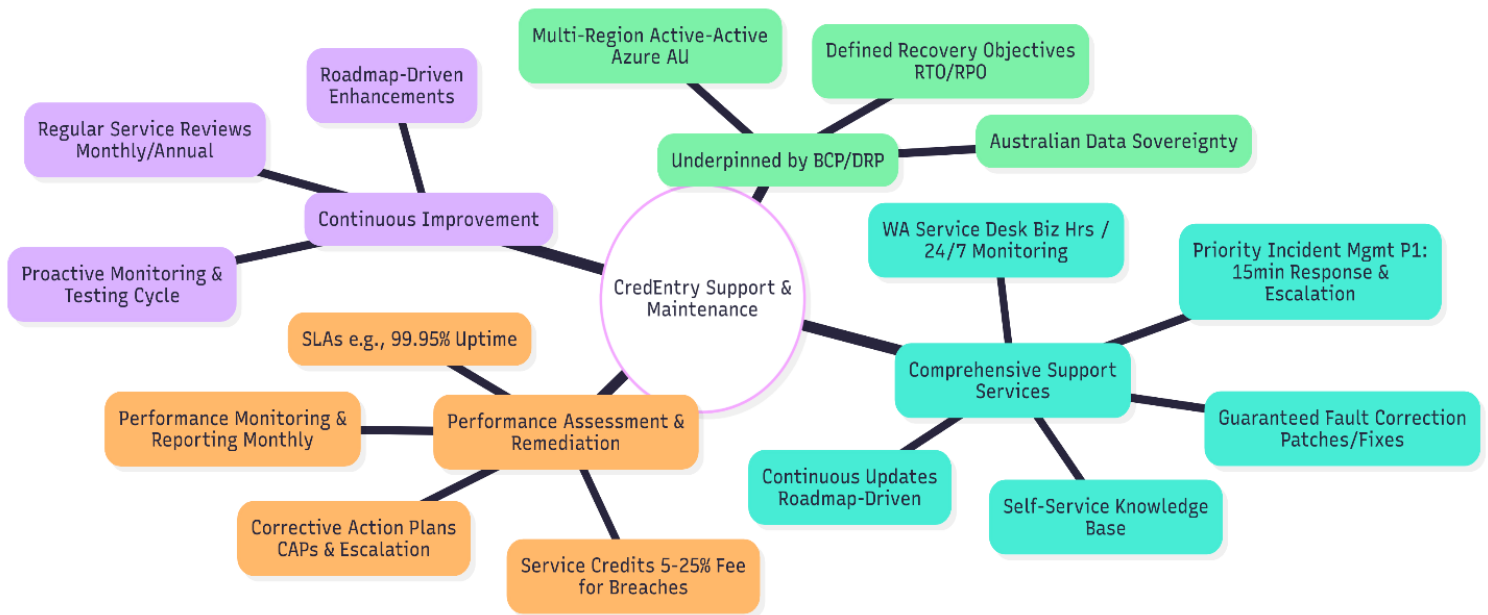 Multi-Region Active-Active
Azure AU
Defined Recovery Objectives
RTO/RPO
Australian Data Sovereignty
Underpinned by BCP/DRP
Roadmap-Driven
Enhancements
Regular Service Reviews
Monthly/Annual
Continuous Improvement
Proactive Monitoring &
Testing Cycle
CredEntry Support &
Maintenance
WA Service Desk Biz Hrs /
24/7 Monitoring
Priority Incident Mgmt P1:
15min Response &
Escalation
Comprehensive Support
Services
Guaranteed Fault Correction
Patches/Fixes
Continuous Updates
Roadmap-Driven
Self-Service Knowledge
Base
SLAs e.g., 99.95% Uptime
Performance Monitoring &
Reporting Monthly
Performance Assessment &
Remediation
Corrective Action Plans
CAPs & Escalation
Service Credits 5-25% Fee
for Breaches